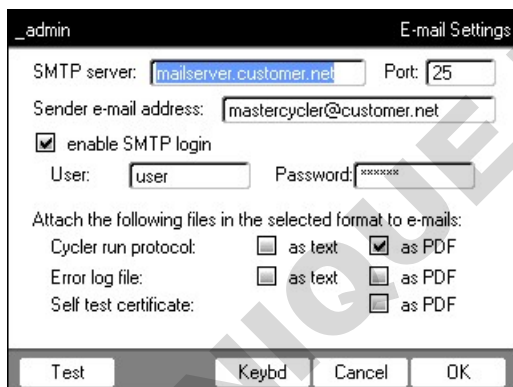 _admin E-mail Settings
SMTP server: mailserver.customer.net Port: 25
Sender e-mail address: mastercycler@customer.net
enable SMTP login
User: user Password: ******
Attach the following files in the selected format to e-mails:
Cycler run protocol: as text as PDF
Error log file: as text as PDF
Self test certificate: as PDF
Test Keybd Cancel OK
NIQUE